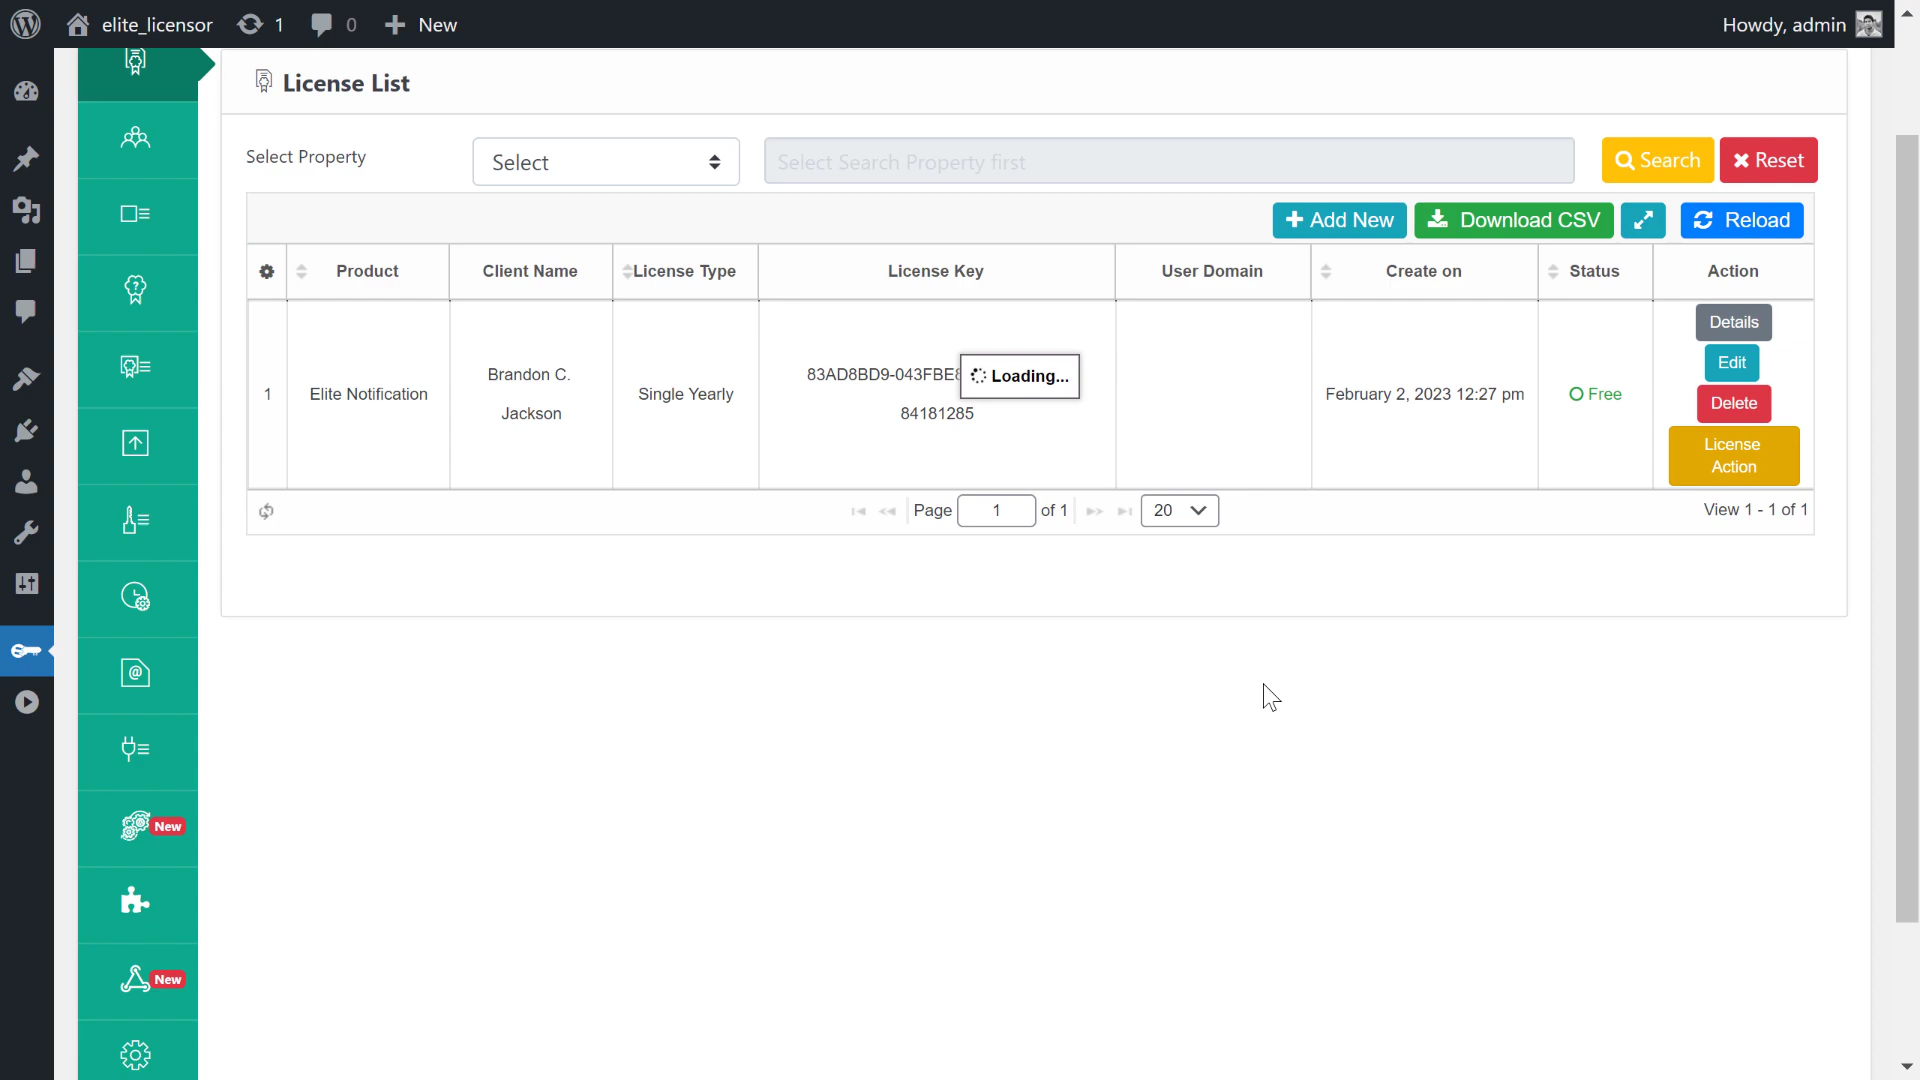 elite_licensor 1 0 New Howdy, admin
License List
Select Property Select Select Search Property first Search Reset
Add New Download CSV Reload
Product Client Name License Type License Key User Domain Create on Status Action
Details
Edit
Brandon C. 83AD8BD9-043FBE Loading...
1 Elite Notification Single Yearly February 2, 2023 12:27 pm Free
Delete
Jackson 84181285
License
Action
Page 1 of 1 20 View 1 - 1 of 1
New
New